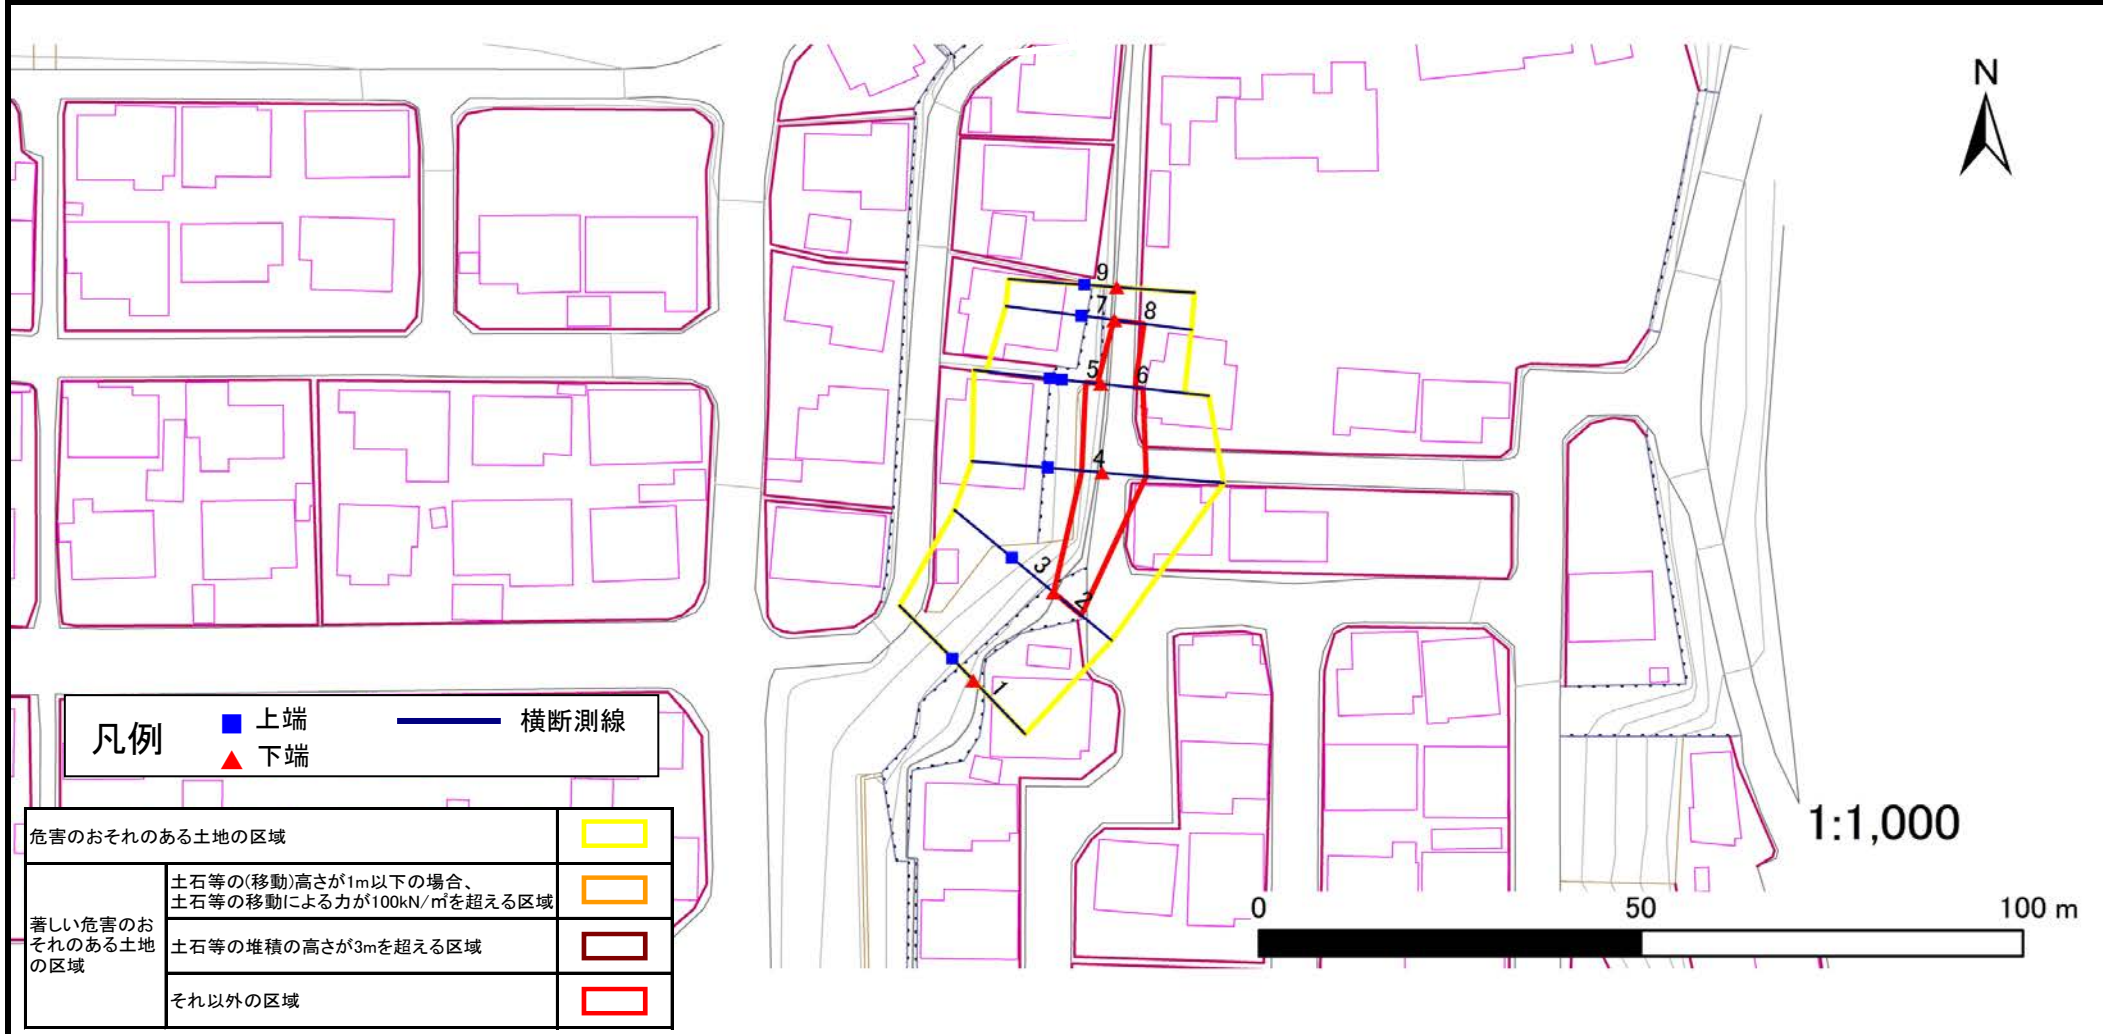 N
9
7
8
5
6
4
3
2
1
凡例
上端
横断測線
下端
危害のおそれのある土地の区域
著しい危害のお
それのある土地
の区域
土石等の(移動)高さが1m以下の場合、
土石等の移動による力が100kN/㎡を超える区域
土石等の堆積の高さが3mを超える区域
それ以外の区域
1:1,000
0
50
100 m